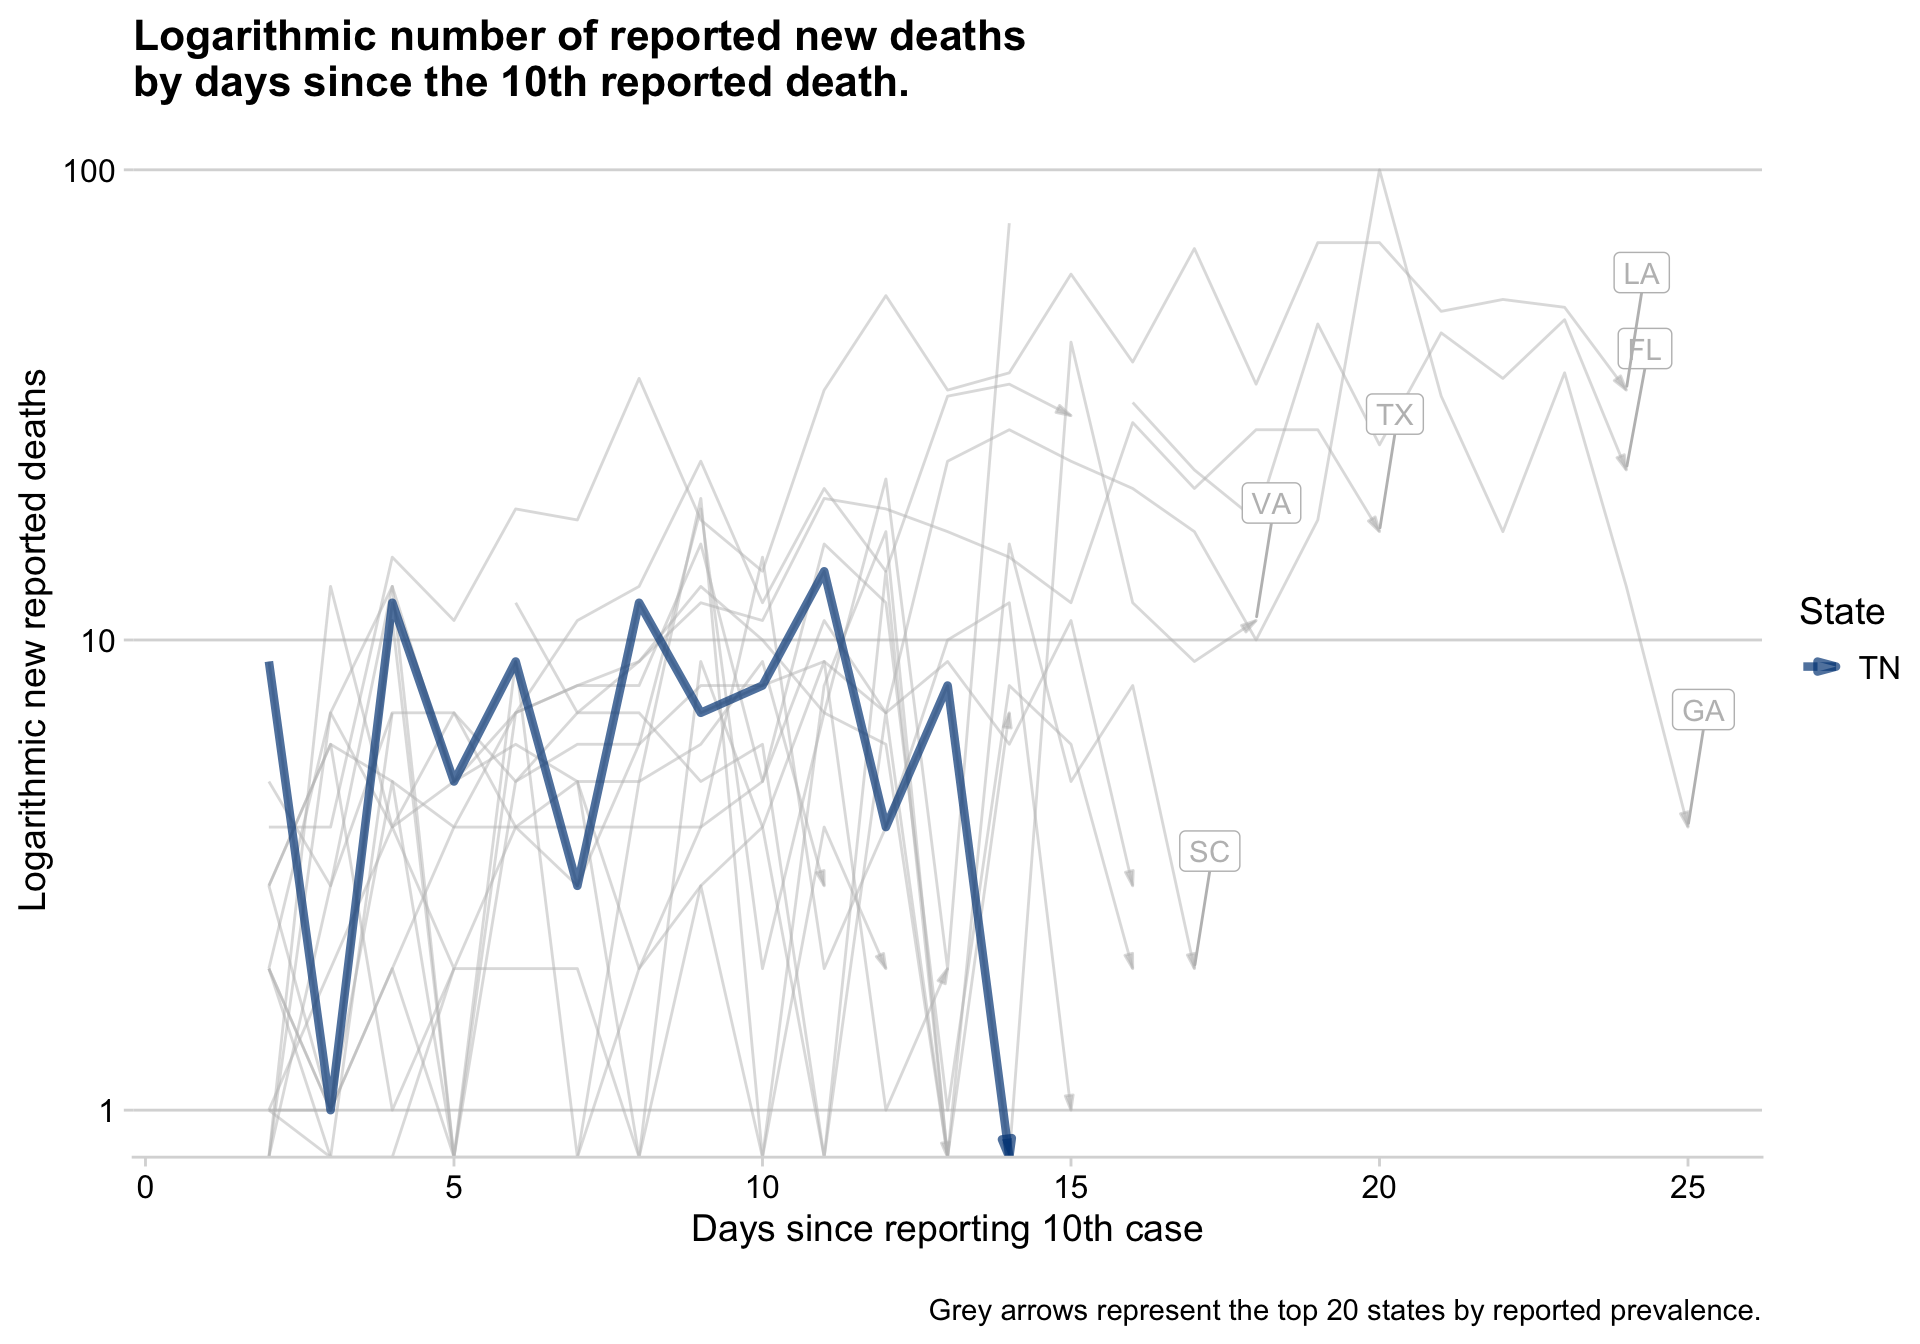 Logarithmic number of reported new deaths
by days since the 10th reported death.
100
10
1
Logarithmic new reported deaths
LA
FL
TX
VA
GA
SC
State
TN
0 5 10 15 20 25
Days since reporting 10th case
Grey arrows represent the top 20 states by reported prevalence.